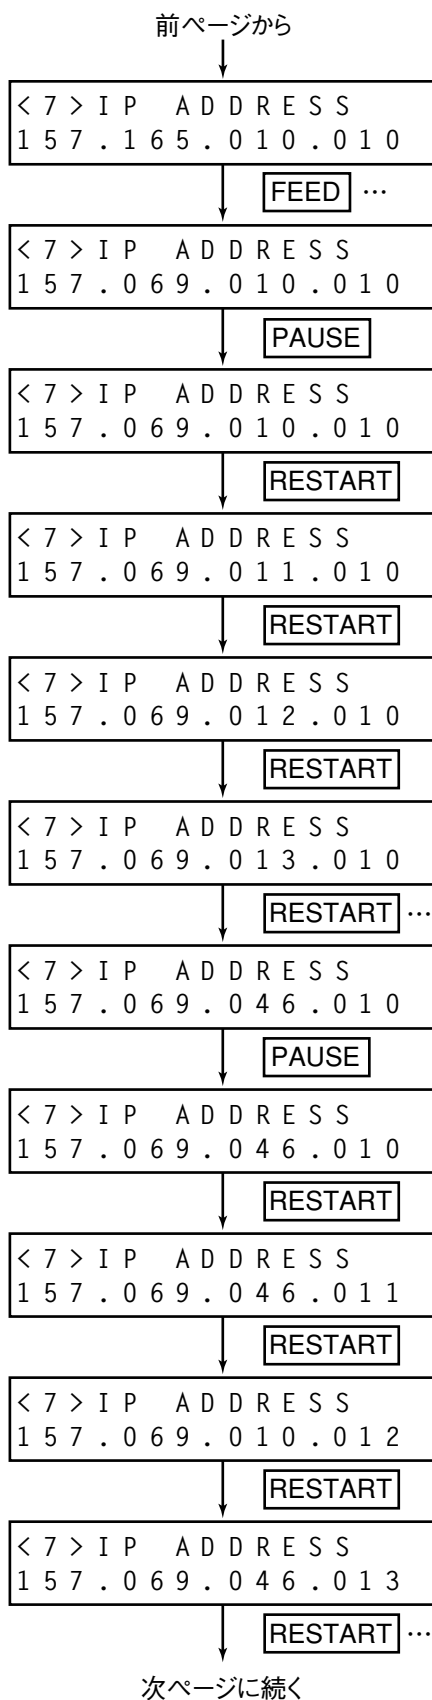 前ページから
<7>IP ADDRESS
157.165.010.010
FEED …
<7>IP ADDRESS
157.069.010.010
PAUSE
<7>IP ADDRESS
157.069.010.010
RESTART
<7>IP ADDRESS
157.069.011.010
RESTART
<7>IP ADDRESS
157.069.012.010
RESTART
<7>IP ADDRESS
157.069.013.010
RESTART …
<7>IP ADDRESS
157.069.046.010
PAUSE
<7>IP ADDRESS
157.069.046.010
RESTART
<7>IP ADDRESS
157.069.046.011
RESTART
<7>IP ADDRESS
157.069.010.012
RESTART
<7>IP ADDRESS
157.069.046.013
RESTART …
次ページに続く